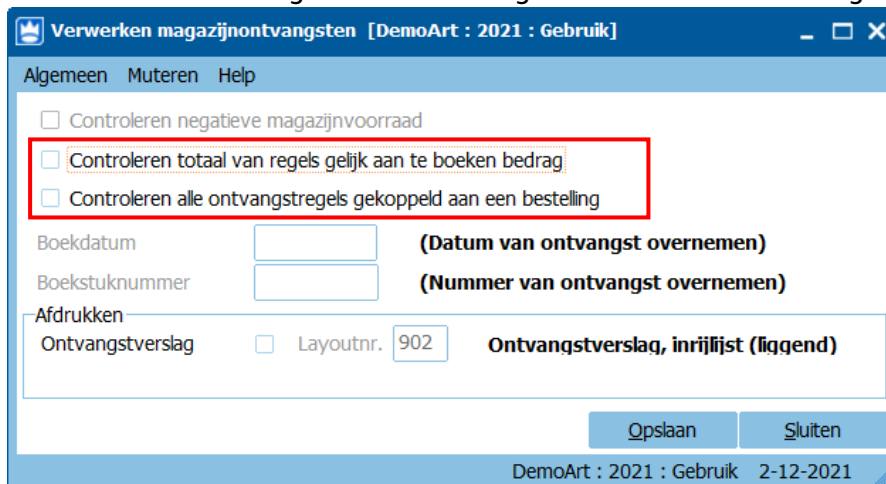 Verwerken magazijnontvangsten [DemoArt : 2021 : Gebruik]
Algemeen Muteren Help
Controleren negatieve magazijnvoorraad
Controleren totaal van regels gelijk aan te boeken bedrag
Controleren alle ontvangstregels gekoppeld aan een bestelling
Boekdatum (Datum van ontvangst overnemen)
Boekstuknummer (Nummer van ontvangst overnemen)
Afdrukken
Ontvangstverslag Layoutnr. 902 Ontvangstverslag, inrijlijst (liggend)
Opslaan Sluiten
DemoArt : 2021 : Gebruik 2-12-2021